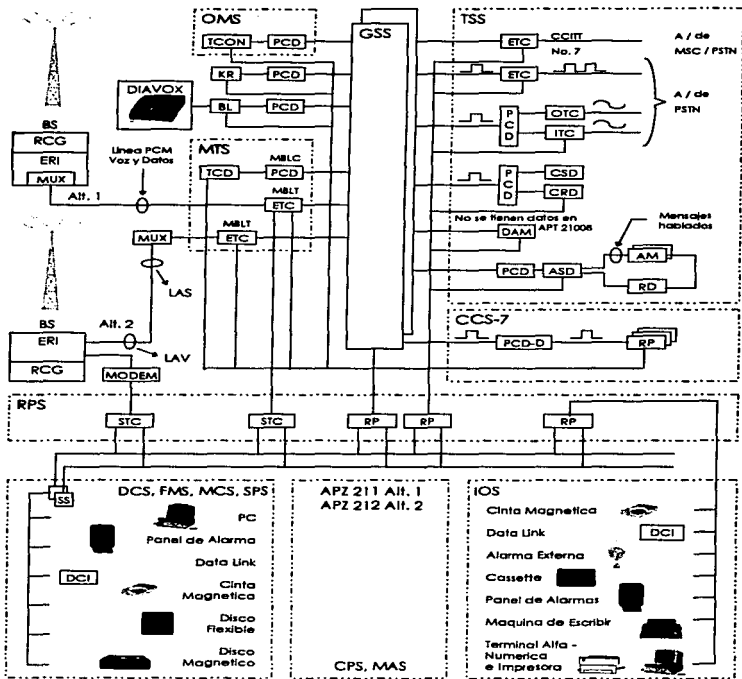 OMS
TCON
PCD
KR
PCD
DIAVOX
BL
PCD
GSS
TSS
ETC
CCITT
No. 7
A / de
MSC / PSTN
ETC
A / de
PSTN
PCD
OTC
ITC
PCD
CSD
CRD
No se tienen datos en
APT 21008
DAM
Mensajes
hablados
PCD
ASD
AM
RD
BS
RCG
ERI
MUX
Línea PCM
Voz y Datos
Alt. 1
MTS
TCD
MBLC
PCD
MBLT
ETC
MUX
MBLT
ETC
LAS
BS
ERI
RCG
Alt. 2
LAV
MODEM
CCS-7
PCD-D
RP
RPS
STC
STC
RP
RP
RP
DCS, FMS, MCS, SPS
SS
PC
Panel de Alarma
Data Link
DCI
Cinta
Magnetica
Disco
Flexible
Disco
Magnetico
APZ 211 Alt. 1
APZ 212 Alt. 2
CPS, MAS
IOS
Cinta Magnetica
Data Link
DCI
Alarma Externa
Cassette
Panel de Alarmas
Maquina de Escribir
Terminal Alfa -
Numerica
e Impresora